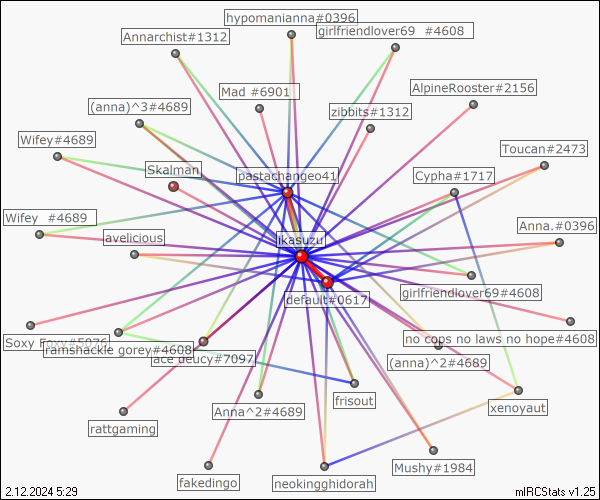 hypomanianna#0396
girlfriendlover69 #4608
Annarchist#1312
Mad #6901
AlpineRooster#2156
(anna)^3#4689
zibbits#1312
Wifey#4689
Toucan#2473
Skalman
pastachangeo41
Cypha#1717
Wifey #4689
Anna.#0396
avelicious
ikasuzu
girlfriendlover69#4608
default#0617
Soxy Foxy#5076
no cops no laws no hope#4608
ramshackle gorey#4608
ace deucy#7097
(anna)^2#4689
Anna^2#4689
frisout
xenoyaut
rattgaming
Mushy#1984
fakedingo
neokingghidorah
2.12.2024 5:29
mIRCStats v1.25